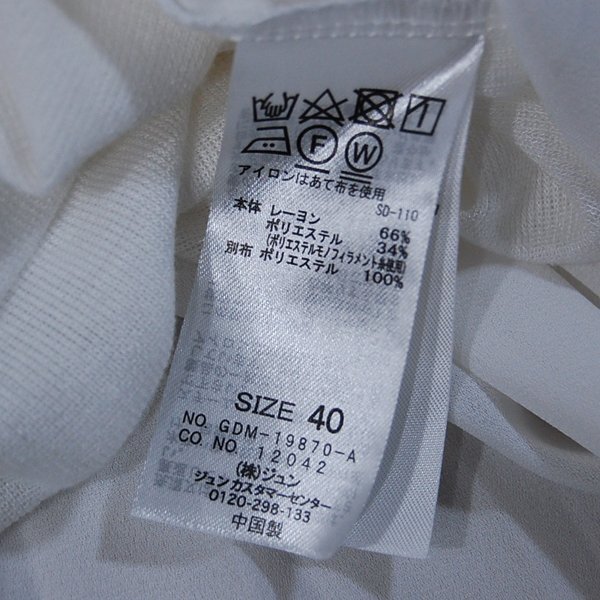 F W
アイロンはあて布を使用
SD-110
本体 レーヨン 66%
ポリエステル 34%
(ポリエステルモノフィラメント糸使用)
別布 ポリエステル 100%
SIZE 40
NO. GDM-19870-A
CO NO. 12042
(株)ジュン
ジュン カスタマーセンター
0120-298-133
中国製